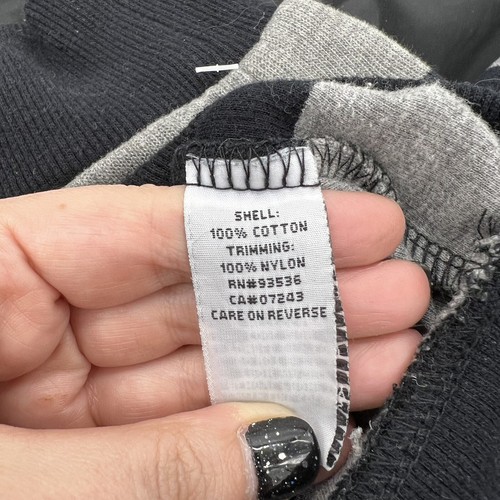 SHELL:
100% COTTON
TRIMMING:
100% NYLON
RN#93536
CA#07243
CARE ON REVERSE